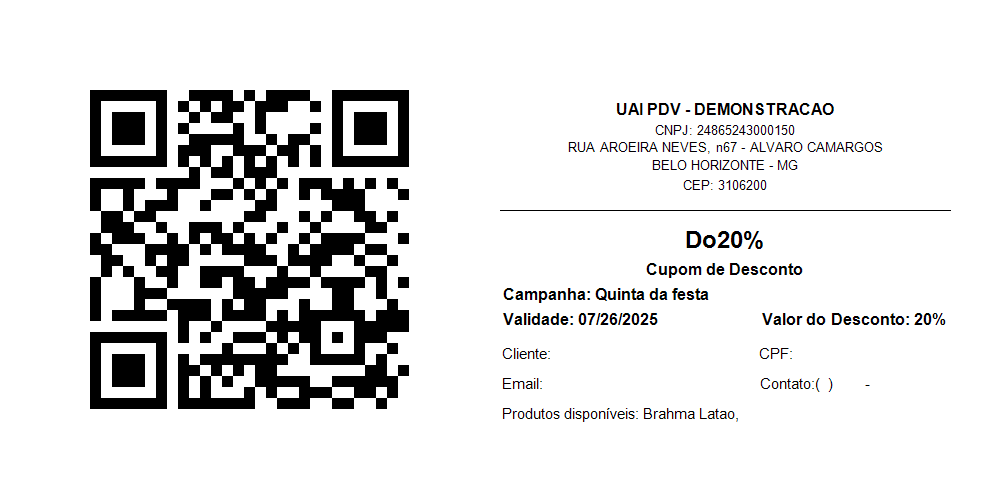 UAI PDV - DEMONSTRACAO
CNPJ: 24865243000150
RUA AROEIRA NEVES, n67 - ALVARO CAMARGOS
BELO HORIZONTE - MG
CEP: 3106200
Do20%
Cupom de Desconto
Campanha: Quinta da festa
Validade: 07/26/2025 Valor do Desconto: 20%
Cliente: CPF:
Email: Contato:( ) -
Produtos disponíveis: Brahma Latao,